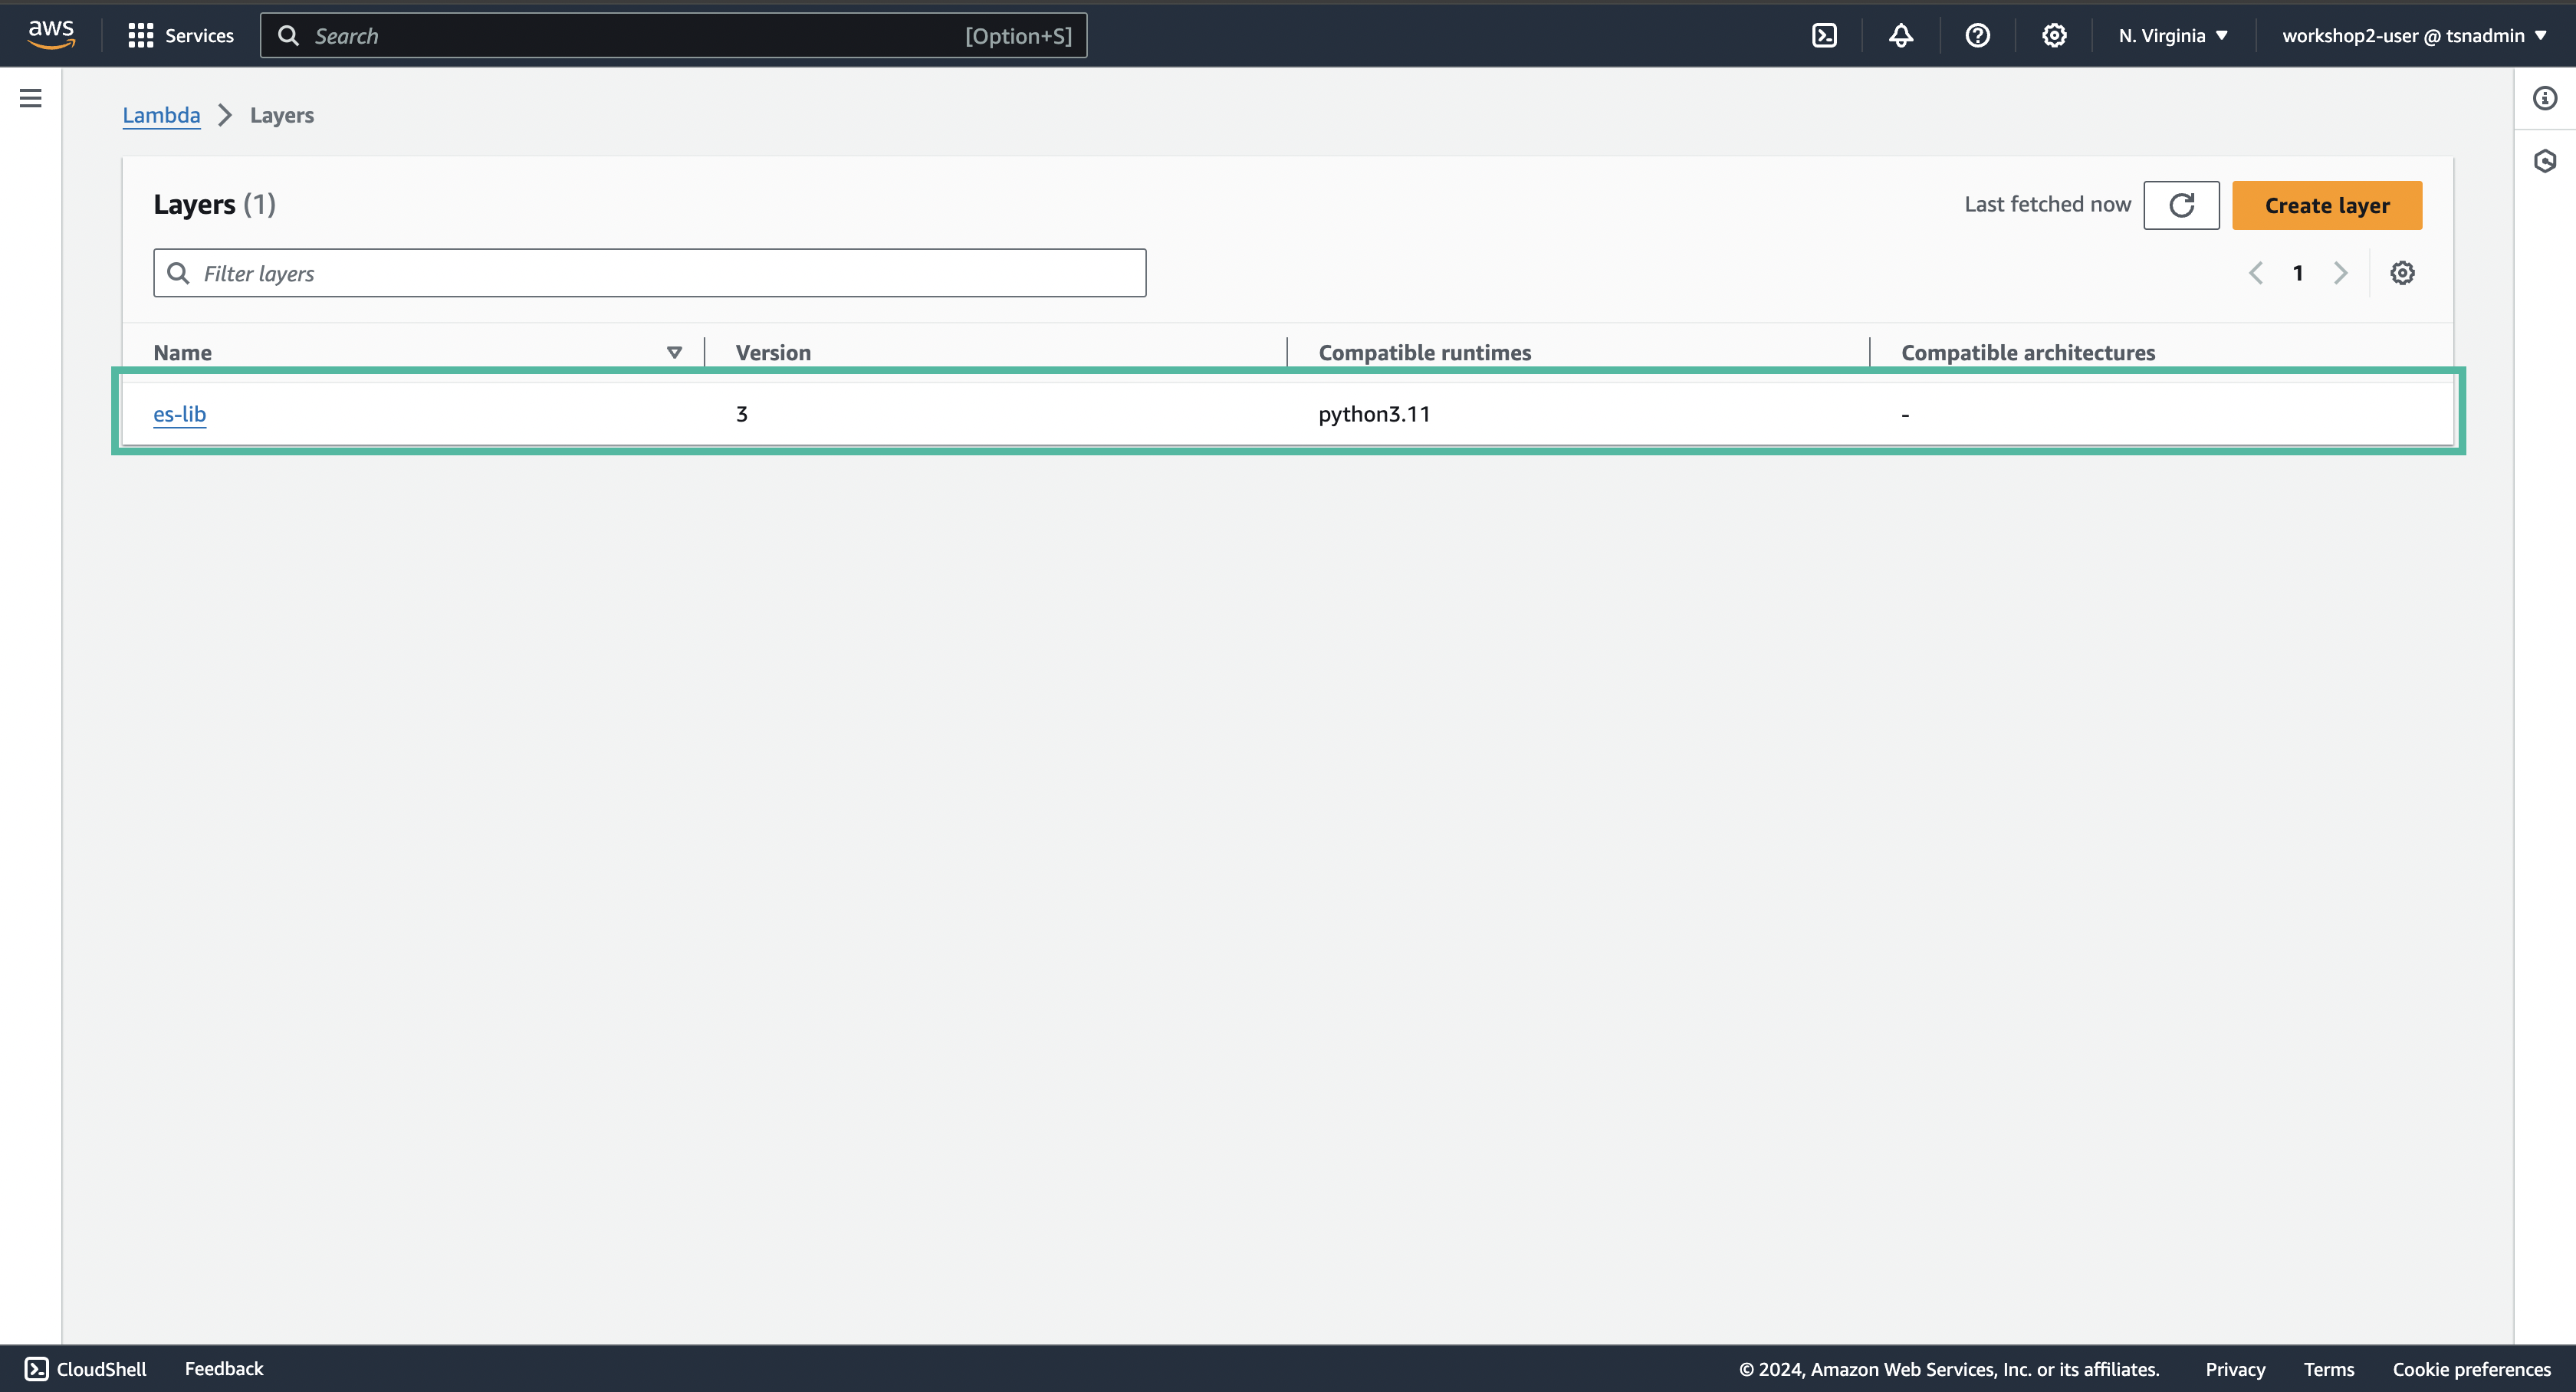 aws Services Search [Option+S] N. Virginia workshop2-user @ tsnadmin
Lambda Layers
Layers (1) Last fetched now Create layer
Filter layers 1
Name Version Compatible runtimes Compatible architectures
es-lib 3 python3.11 -
CloudShell Feedback © 2024, Amazon Web Services, Inc. or its affiliates. Privacy Terms Cookie preferences